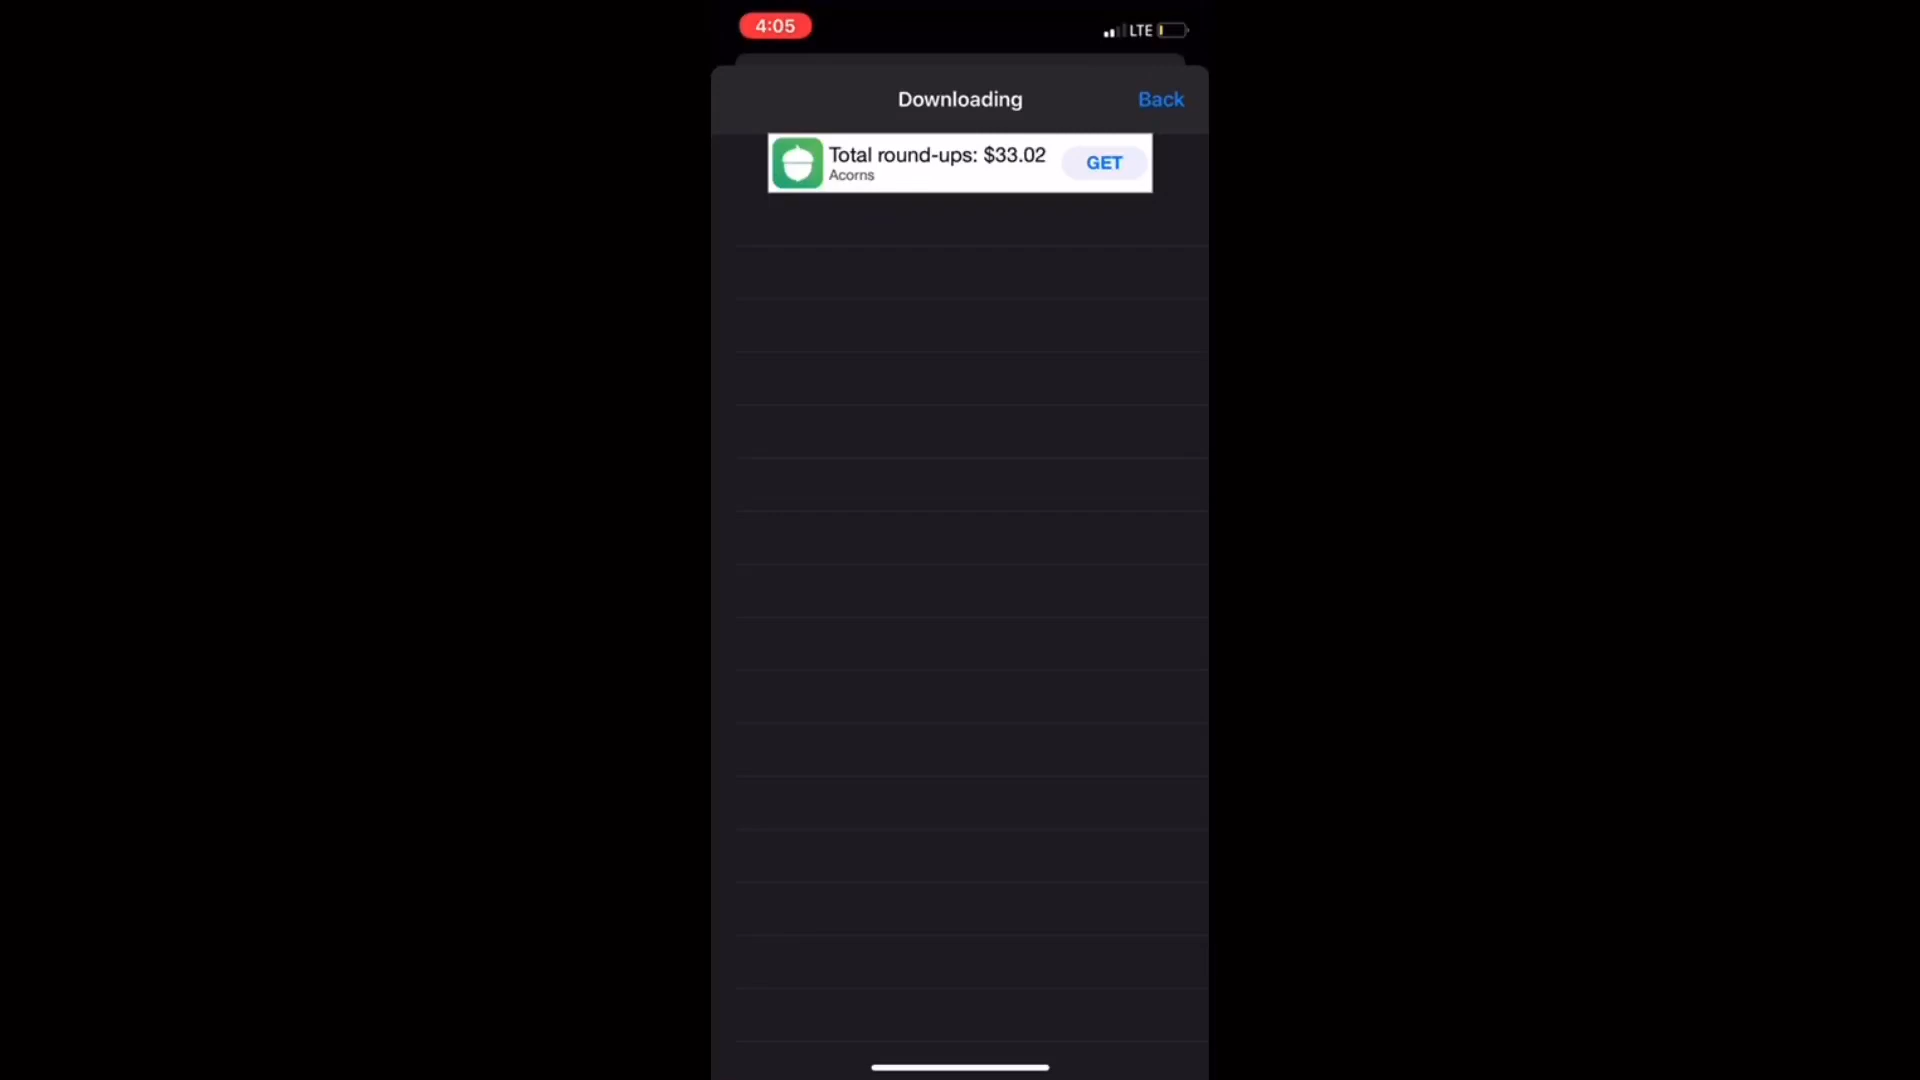 4:05
LTE
Downloading
Back
Total round-ups: $33.02
Acorns
GET